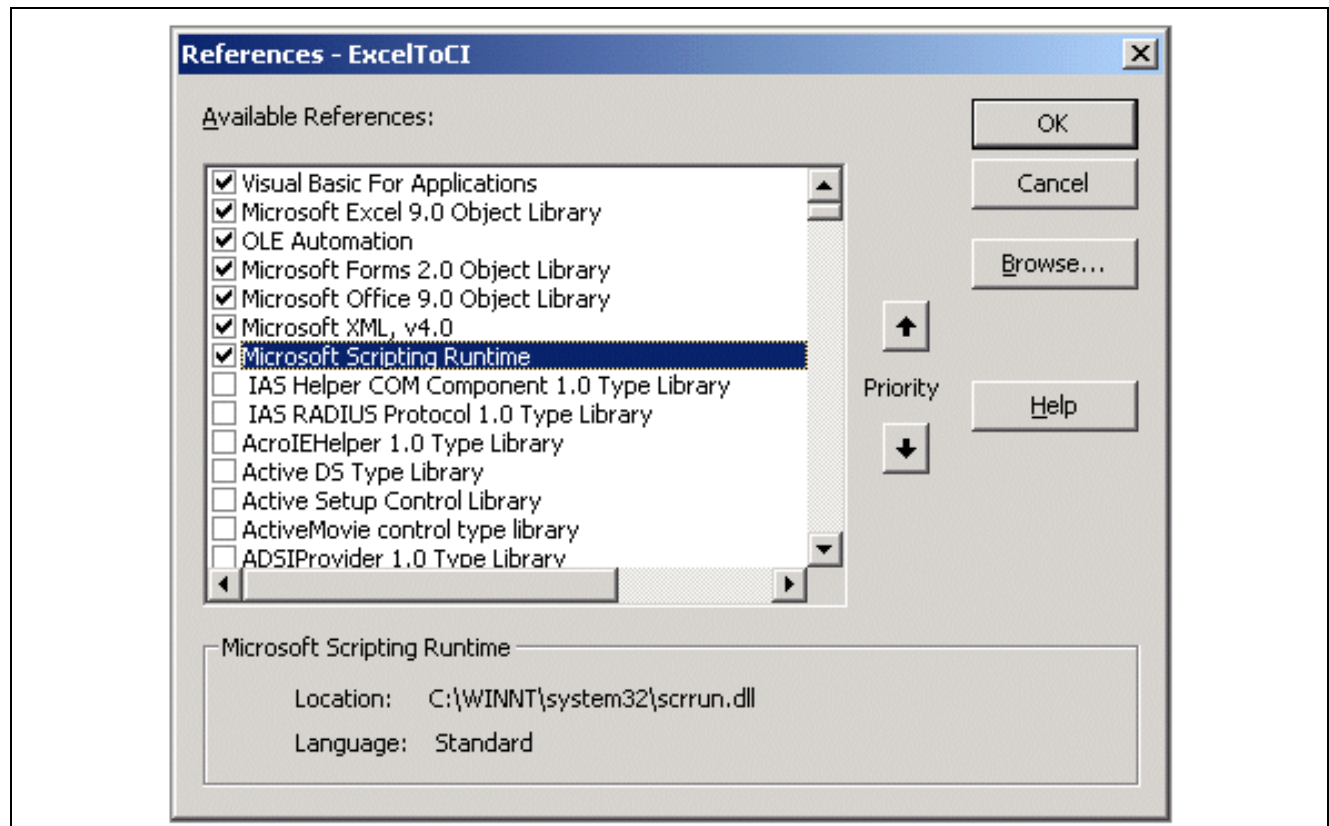 References - ExcelToCI
Available References:
OK
Cancel
Browse...
Help
Visual Basic For Applications
Microsoft Excel 9.0 Object Library
OLE Automation
Microsoft Forms 2.0 Object Library
Microsoft Office 9.0 Object Library
Microsoft XML, v4.0
Microsoft Scripting Runtime
IAS Helper COM Component 1.0 Type Library
IAS RADIUS Protocol 1.0 Type Library
AcroIEHelper 1.0 Type Library
Active DS Type Library
Active Setup Control Library
ActiveMovie control type library
ADSIProvider 1.0 Type Library
Priority
Microsoft Scripting Runtime
Location: C:\WINNT\system32\scrrun.dll
Language: Standard